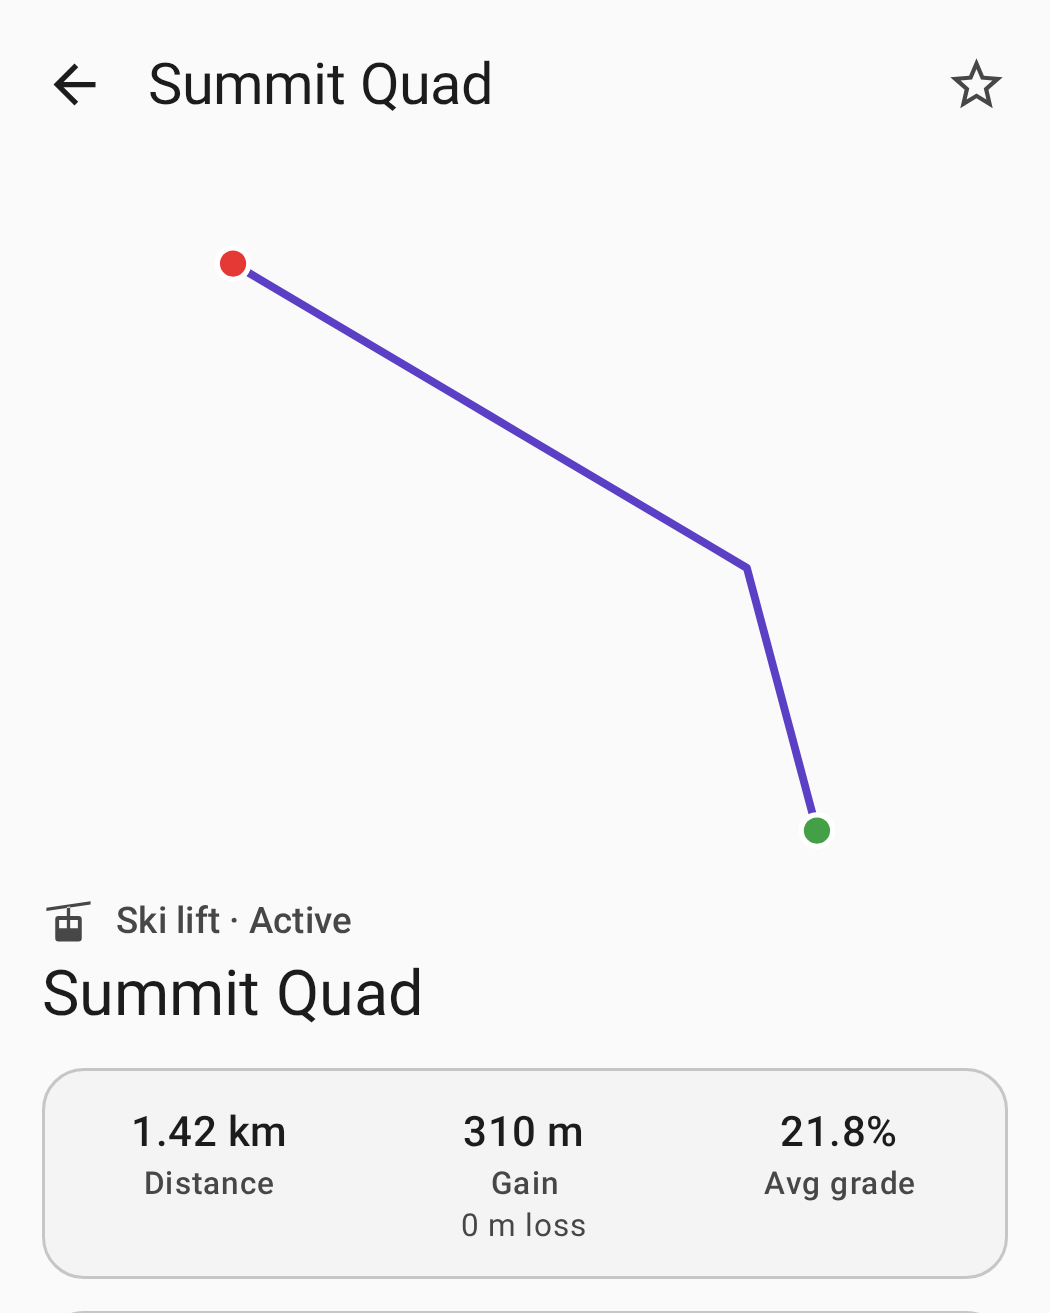 Summit Quad
Ski lift · Active
Summit Quad
1.42 km
Distance
310 m
Gain
0 m loss
21.8%
Avg grade